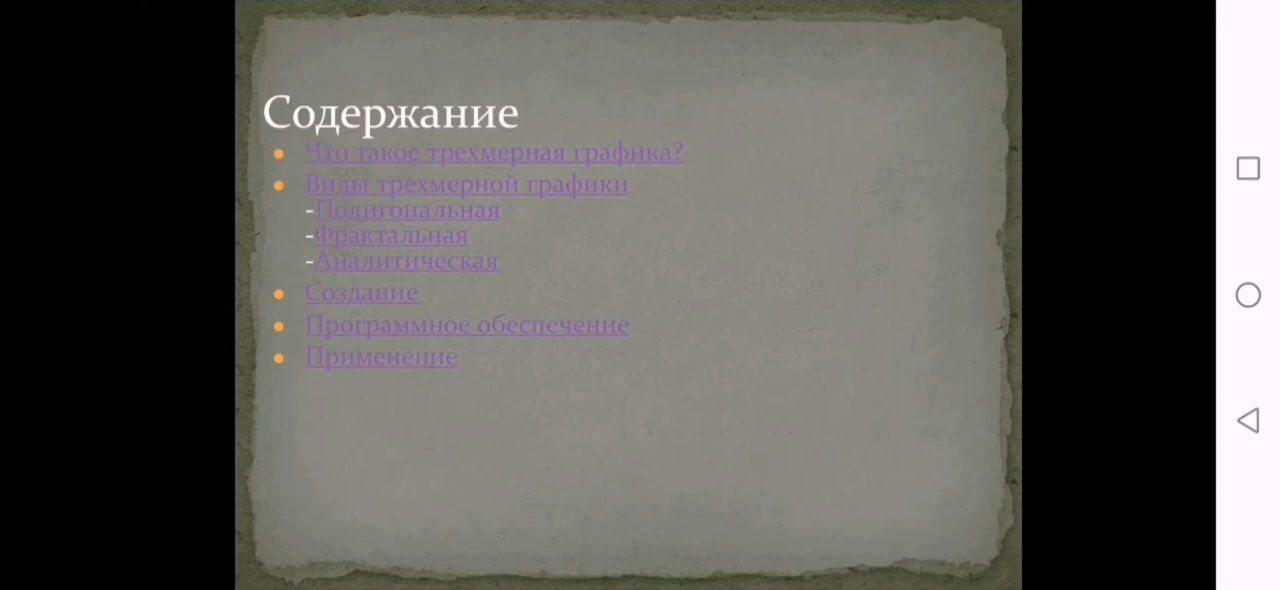 Содержание
Что такое трехмерная графика?
Виды трехмерной графики
-Полигональная
-Фрактальная
-Аналитическая
Создание
Программное обеспечение
Применение